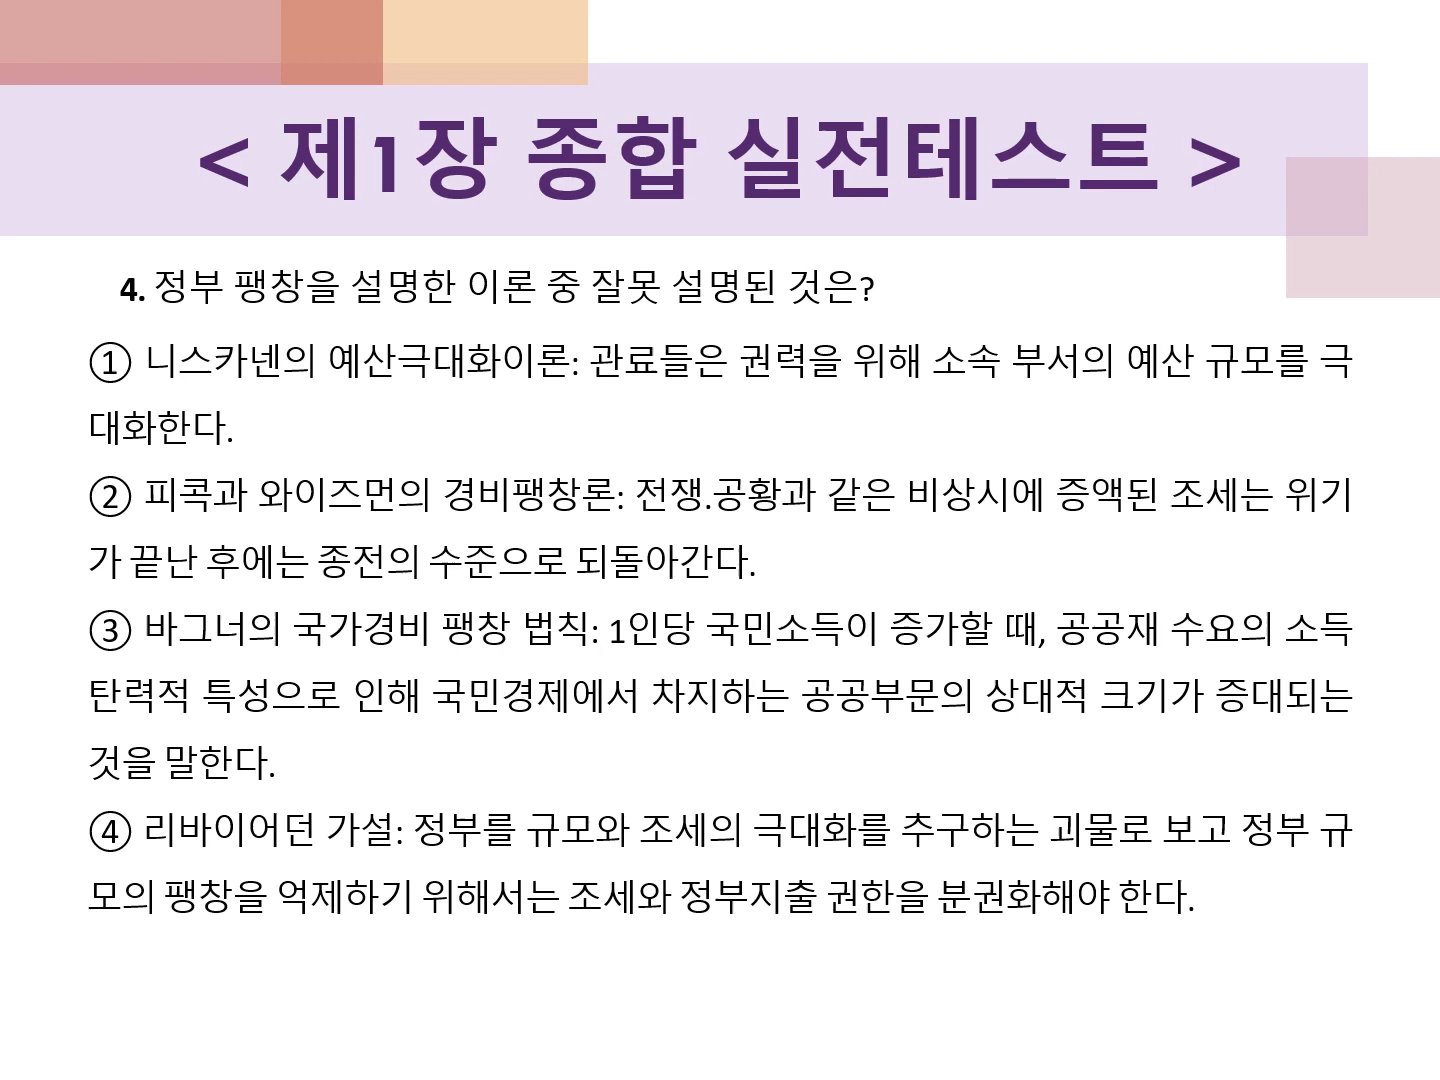 < 제1장 종합 실전테스트 >
4. 정부 팽창을 설명한 이론 중 잘못 설명된 것은?
① 니스카넨의 예산극대화이론: 관료들은 권력을 위해 소속 부서의 예산 규모를 극
대화한다.
② 피콕과 와이즈먼의 경비팽창론: 전쟁.공황과 같은 비상시에 증액된 조세는 위기
가 끝난 후에는 종전의 수준으로 되돌아간다.
③ 바그너의 국가경비 팽창 법칙: 1인당 국민소득이 증가할 때, 공공재 수요의 소득
탄력적 특성으로 인해 국민경제에서 차지하는 공공부문의 상대적 크기가 증대되는
것을 말한다.
④ 리바이어던 가설: 정부를 규모와 조세의 극대화를 추구하는 괴물로 보고 정부 규
모의 팽창을 억제하기 위해서는 조세와 정부지출 권한을 분권화해야 한다.